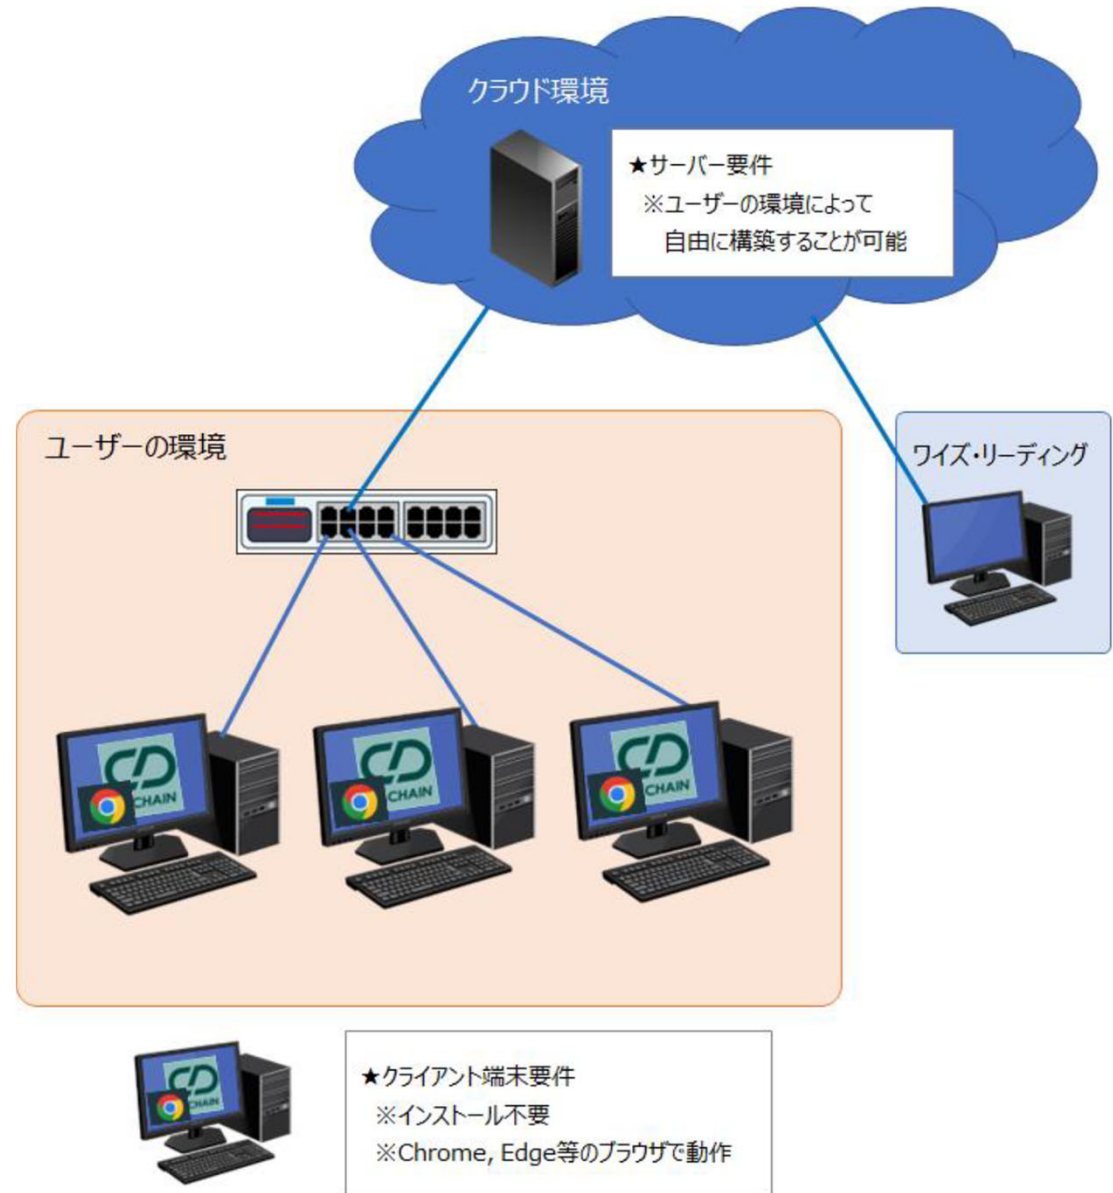 クラウド環境
★サーバー要件
※ユーザーの環境によって
自由に構築することが可能
ユーザーの環境
ワイズ・リーディング
CHAIN
CHAIN
CHAIN
CHAIN
★クライアント端末要件
※インストール不要
※Chrome, Edge等のブラウザで動作